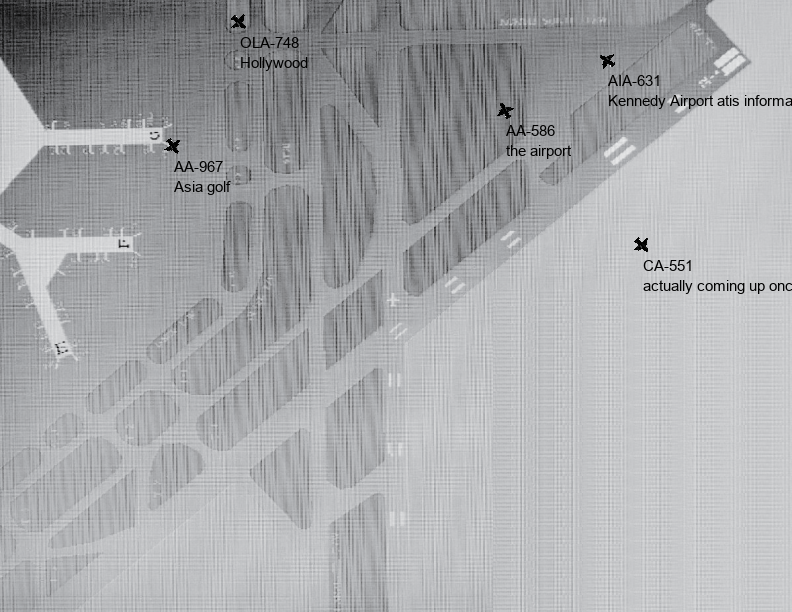 OLA-748
Hollywood
AIA-631
Kennedy Airport atis informa
AA-586
the airport
G
AA-967
Asia golf
CA-551
actually coming up onc